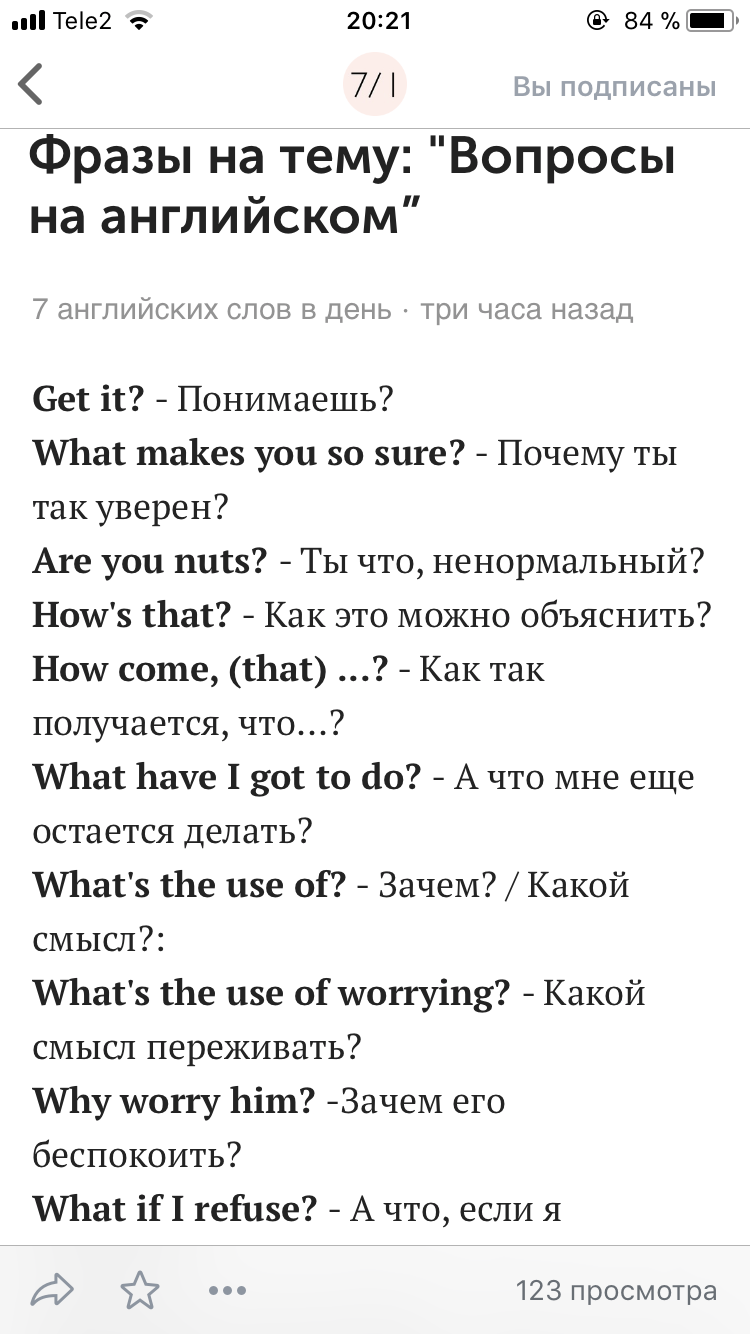 Tele2 20:21 84 %
7/1 Вы подписаны
Фразы на тему: "Вопросы
на английском”
7 английских слов в день · три часа назад
Get it? - Понимаешь?
What makes you so sure? - Почему ты
так уверен?
Are you nuts? - Ты что, ненормальный?
How's that? - Как это можно объяснить?
How come, (that) ...? - Как так
получается, что...?
What have I got to do? - А что мне еще
остается делать?
What's the use of? - Зачем? / Какой
смысл?:
What's the use of worrying? - Какой
смысл переживать?
Why worry him? -Зачем его
беспокоить?
What if I refuse? - А что, если я
123 просмотра